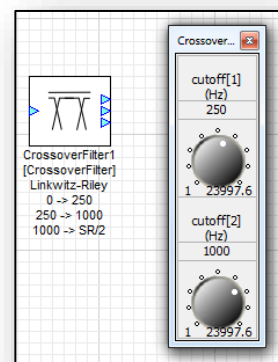 CrossoverFilter1
[CrossoverFilter]
Linkwitz-Riley
0 -> 250
250 -> 1000
1000 -> SR/2
Crossover...
cutoff[1]
(Hz)
250
1 23997.6
cutoff[2]
(Hz)
1000
1 23997.6